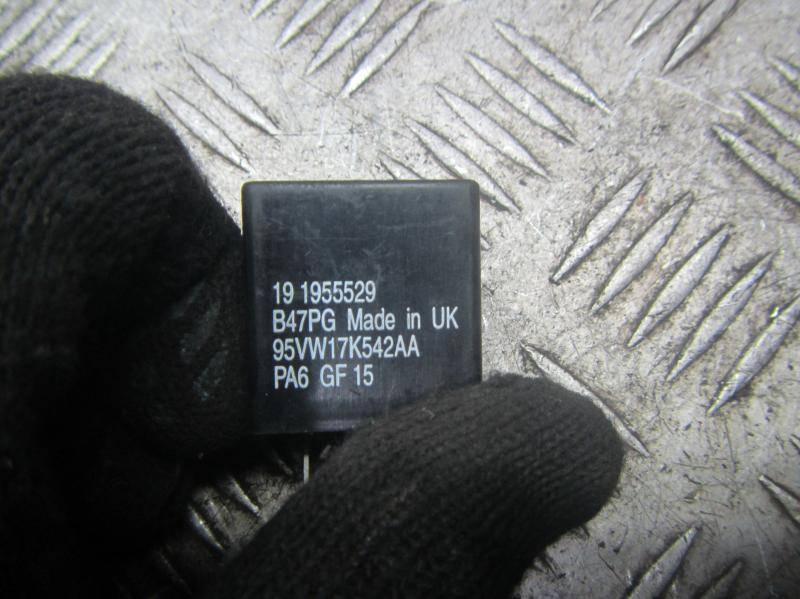 19 1955529
B47PG Made in UK
95VW17K542AA
PA6 GF 15